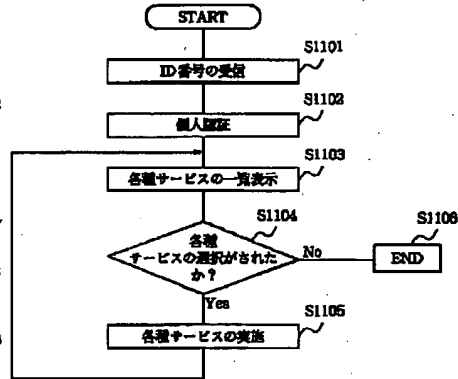 START
S1101
ID番号の受信
S1102
個人認証
S1103
各種サービスの一覧表示
S1104
各種
サービスの選択がされた
か?
No
S1106
END
Yes
S1105
各種サービスの実施